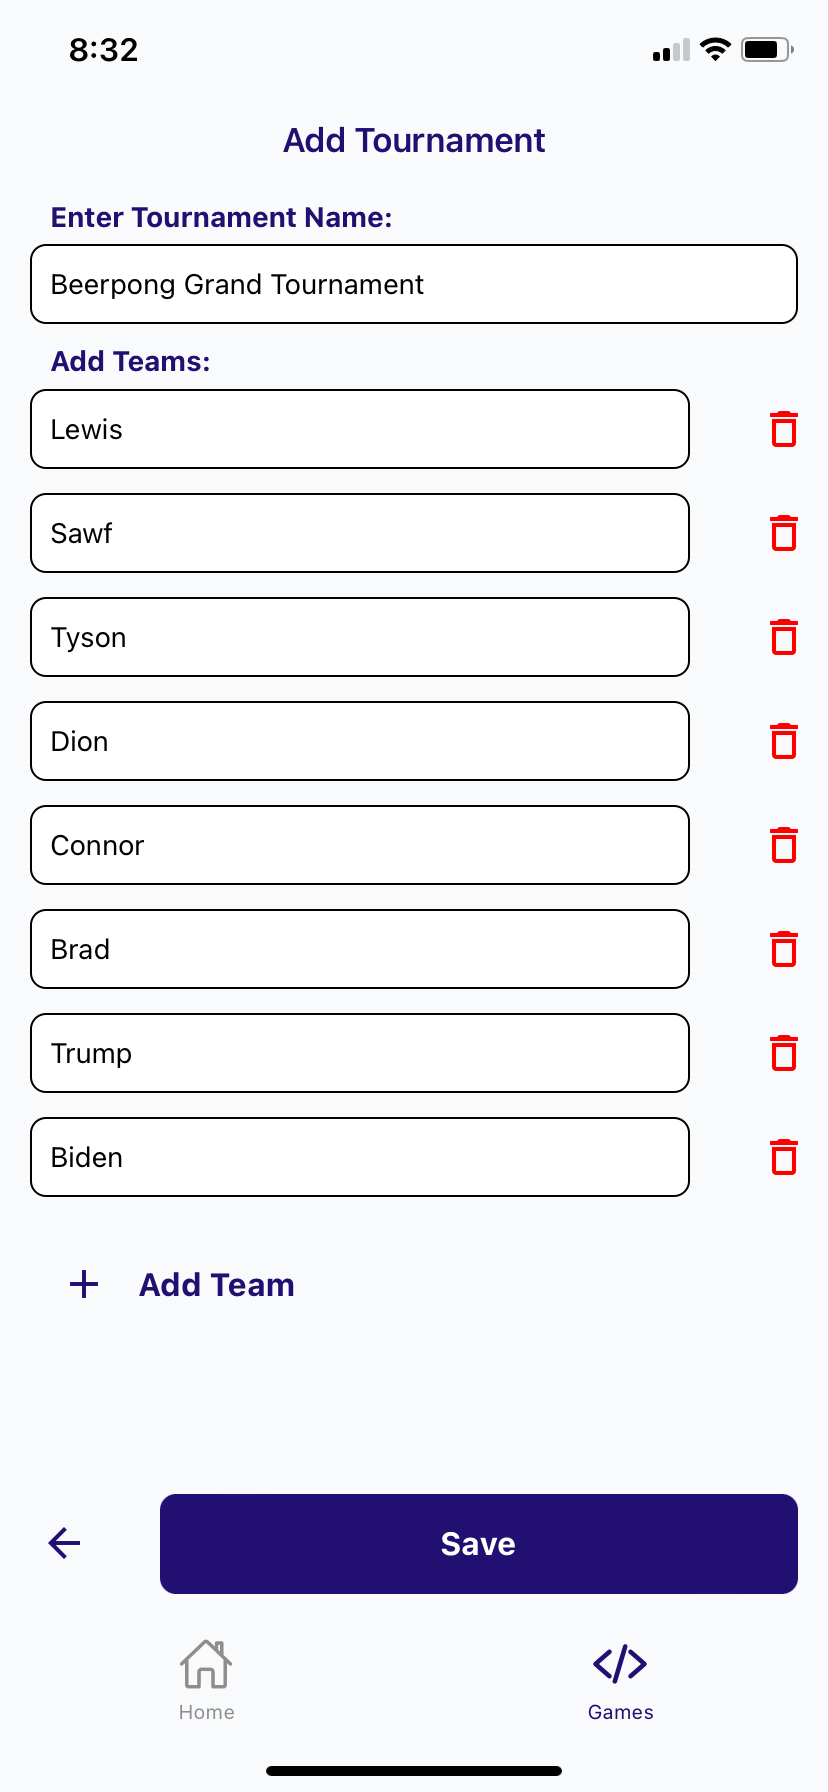 8:32
Add Tournament
Enter Tournament Name:
Beerpong Grand Tournament
Add Teams:
Lewis
Sawf
Tyson
Dion
Connor
Brad
Trump
Biden
Add Team
Save
Home
Games